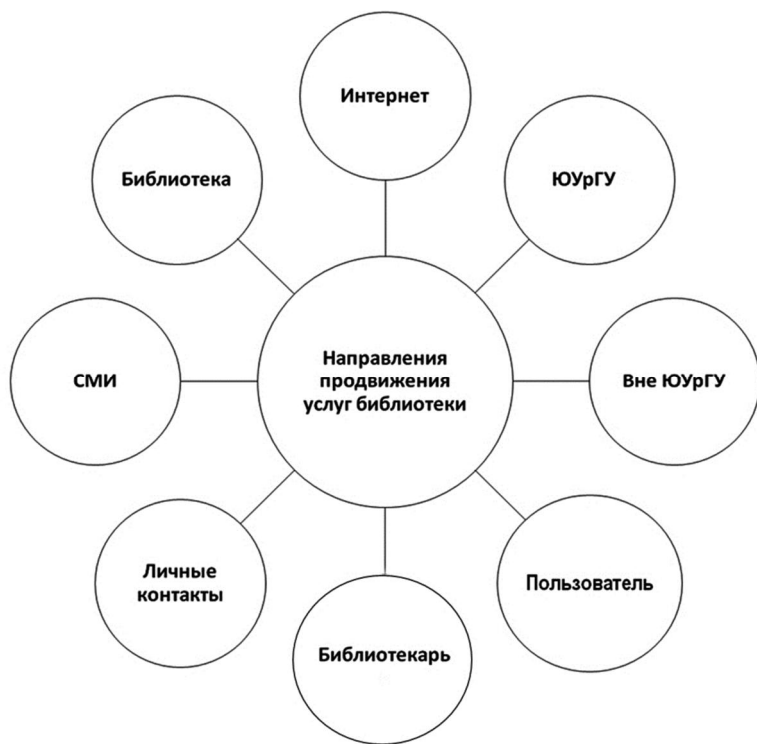 Интернет
Библиотека
ЮУрГУ
СМИ
Направления
продвижения
услуг библиотеки
Вне ЮУрГУ
Личные
контакты
Пользователь
Библиотекарь